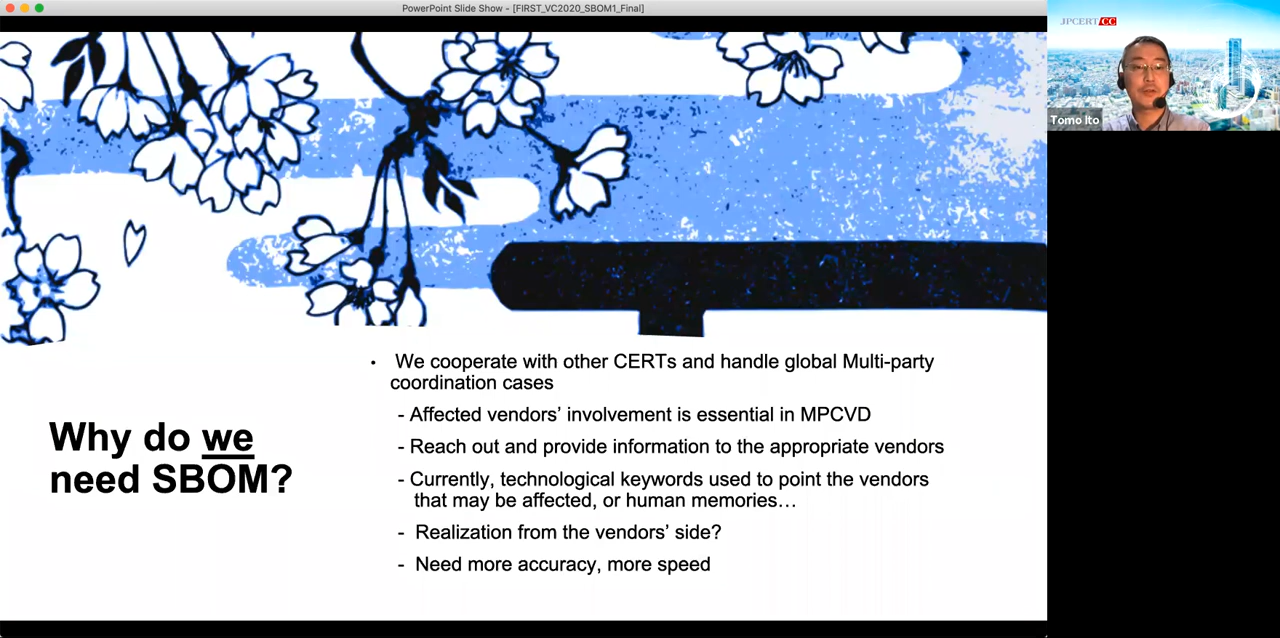 PowerPoint Slide Show - [FIRST_VC2020_SBOM1_Final]
JPCERT CC
Tomo Ito
Why do we
need SBOM?
• We cooperate with other CERTs and handle global Multi-party
coordination cases
- Affected vendors’ involvement is essential in MPCVD
- Reach out and provide information to the appropriate vendors
- Currently, technological keywords used to point the vendors
that may be affected, or human memories…
- Realization from the vendors’ side?
- Need more accuracy, more speed